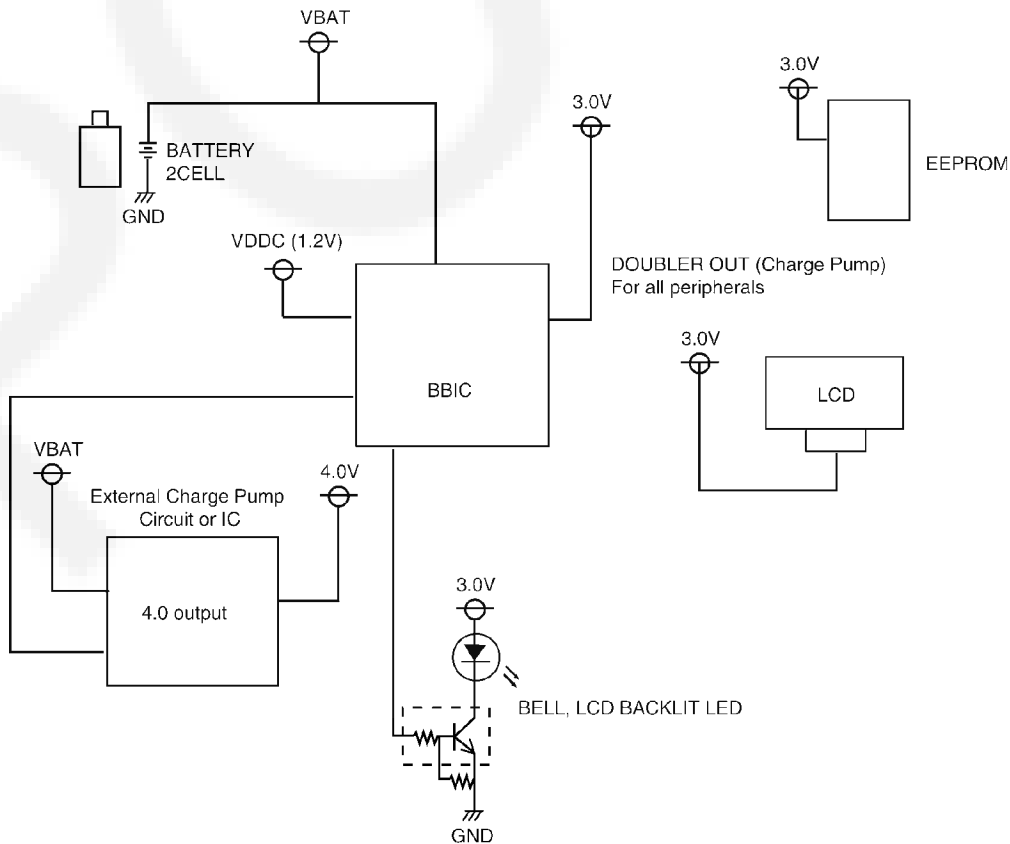 VBAT
3.0V
3.0V
BATTERY
2CELL
EEPROM
GND
VDDC (1.2V)
DOUBLER OUT (Charge Pump)
For all peripherals
3.0V
BBIC
LCD
VBAT
4.0V
External Charge Pump
Circuit or IC
4.0 output
3.0V
BELL, LCD BACKLIT LED
GND